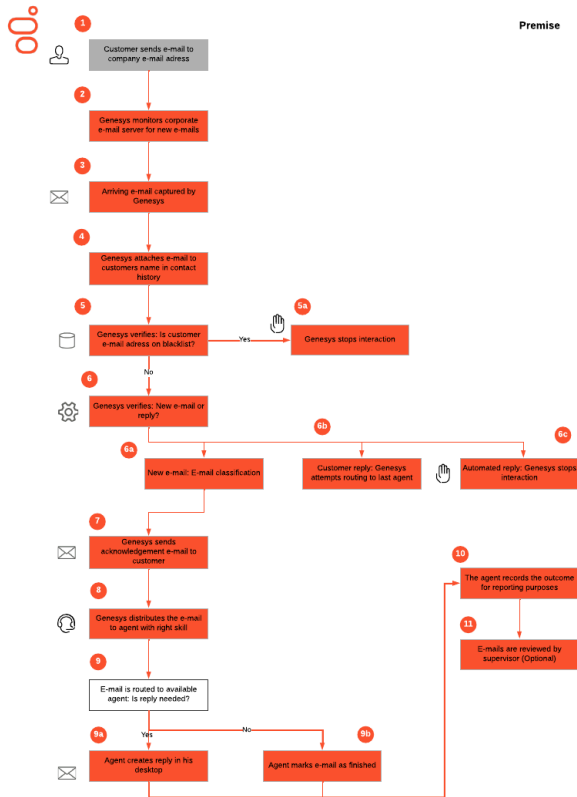 Premise
1
Customer sends e-mail to
company e-mail adress
2
Genesys monitors corporate
e-mail server for new e-mails
3
Arriving e-mail captured by
Genesys
4
Genesys attaches e-mail to
customers name in contact
history
5
Genesys verifies: Is customer
e-mail adress on blacklist?
Yes
5a
Genesys stops interaction
No
6
Genesys verifies: New e-mail or
reply?
6a
New e-mail: E-mail classification
6b
Customer reply: Genesys
attempts routing to last agent
6c
Automated reply: Genesys stops
interaction
7
Genesys sends
acknowledgement e-mail to
customer
8
Genesys distributes the e-mail
to agent with right skill
9
E-mail is routed to available
agent: Is reply needed?
Yes
No
9a
Agent creates reply in his
desktop
9b
Agent marks e-mail as finished
10
The agent records the outcome
for reporting purposes
11
E-mails are reviewed by
supervisor (Optional)